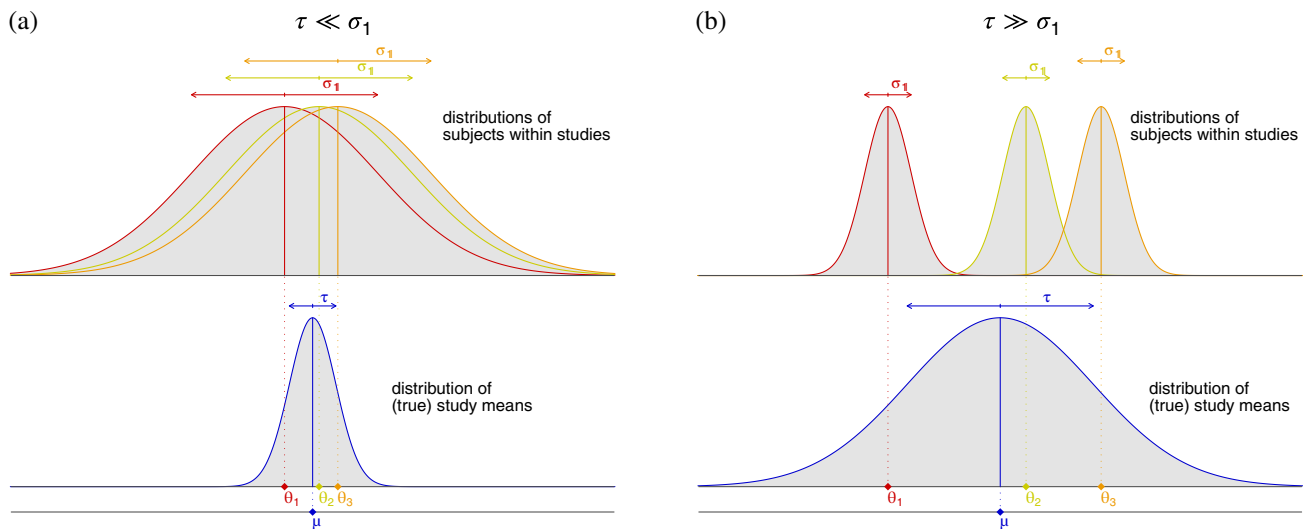 (a)
τ ≪ σ₁
σ₁
σ₁
σ₁
distributions of
subjects within studies
τ
distribution of
(true) study means
θ₁
θ₂
θ₃
μ
(b)
τ ≫ σ₁
σ₁
σ₁
σ₁
distributions of
subjects within studies
τ
distribution of
(true) study means
θ₁
θ₂
θ₃
μ